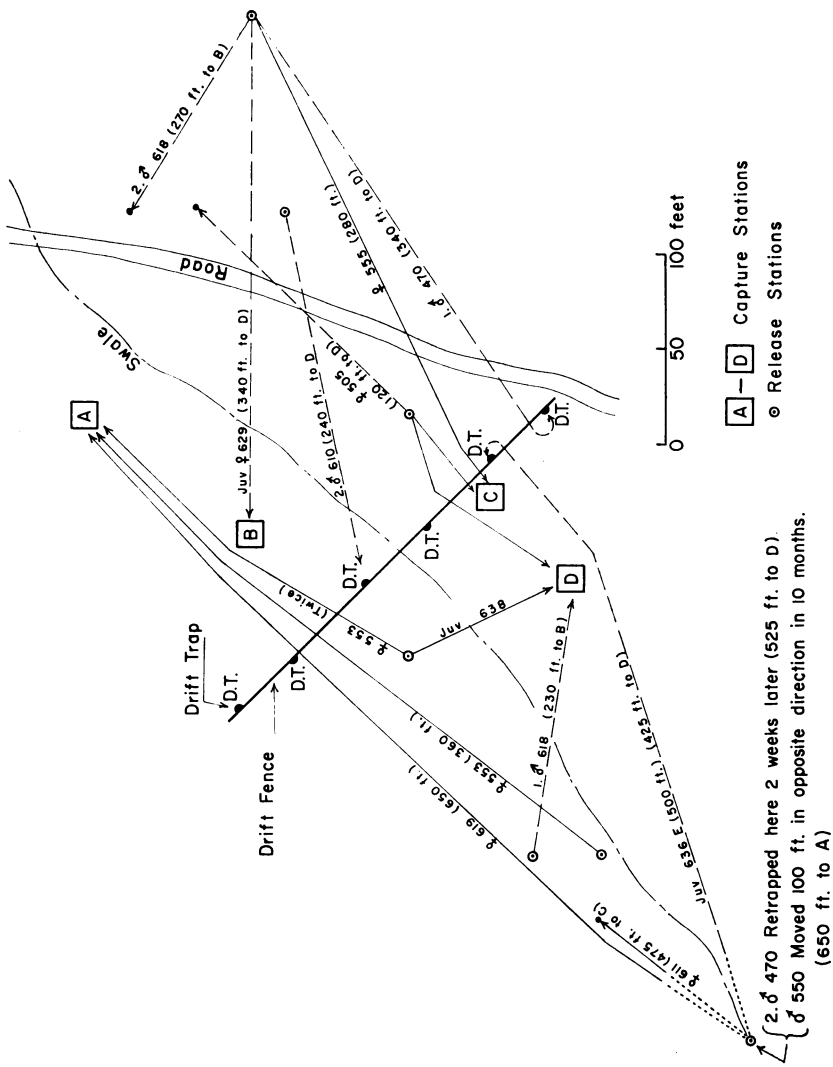 2.♂ 618 (270 ft. to B)
Juv ♀ 629 (340 ft. to D)
2.♂ 610 (240 ft. to D
♀ 505
(120 ft. to D)
♀ 555 (280 ft.)
1.♂ 470 (340 ft. to D)
Road
Swale
A
B
C
D
Drift Trap
D.T.
D.T.
D.T.
D.T.
D.T.
D.T.
Drift Fence
♀ 553 (Twice)
Juv 638
♀ 553 (360 ft.)
♀ 619 (650 ft.)
1.♂ 618 (230 ft. to B)
Juv 636 E (500 ft.) (425 ft. to D)
♀ 611 (475 ft. to C)
0 50 100 feet
A – D Capture Stations
Release Stations
2.♂ 470 Retrapped here 2 weeks later (525 ft. to D).
♂ 550 Moved 100 ft. in opposite direction in 10 months.
(650 ft. to A)